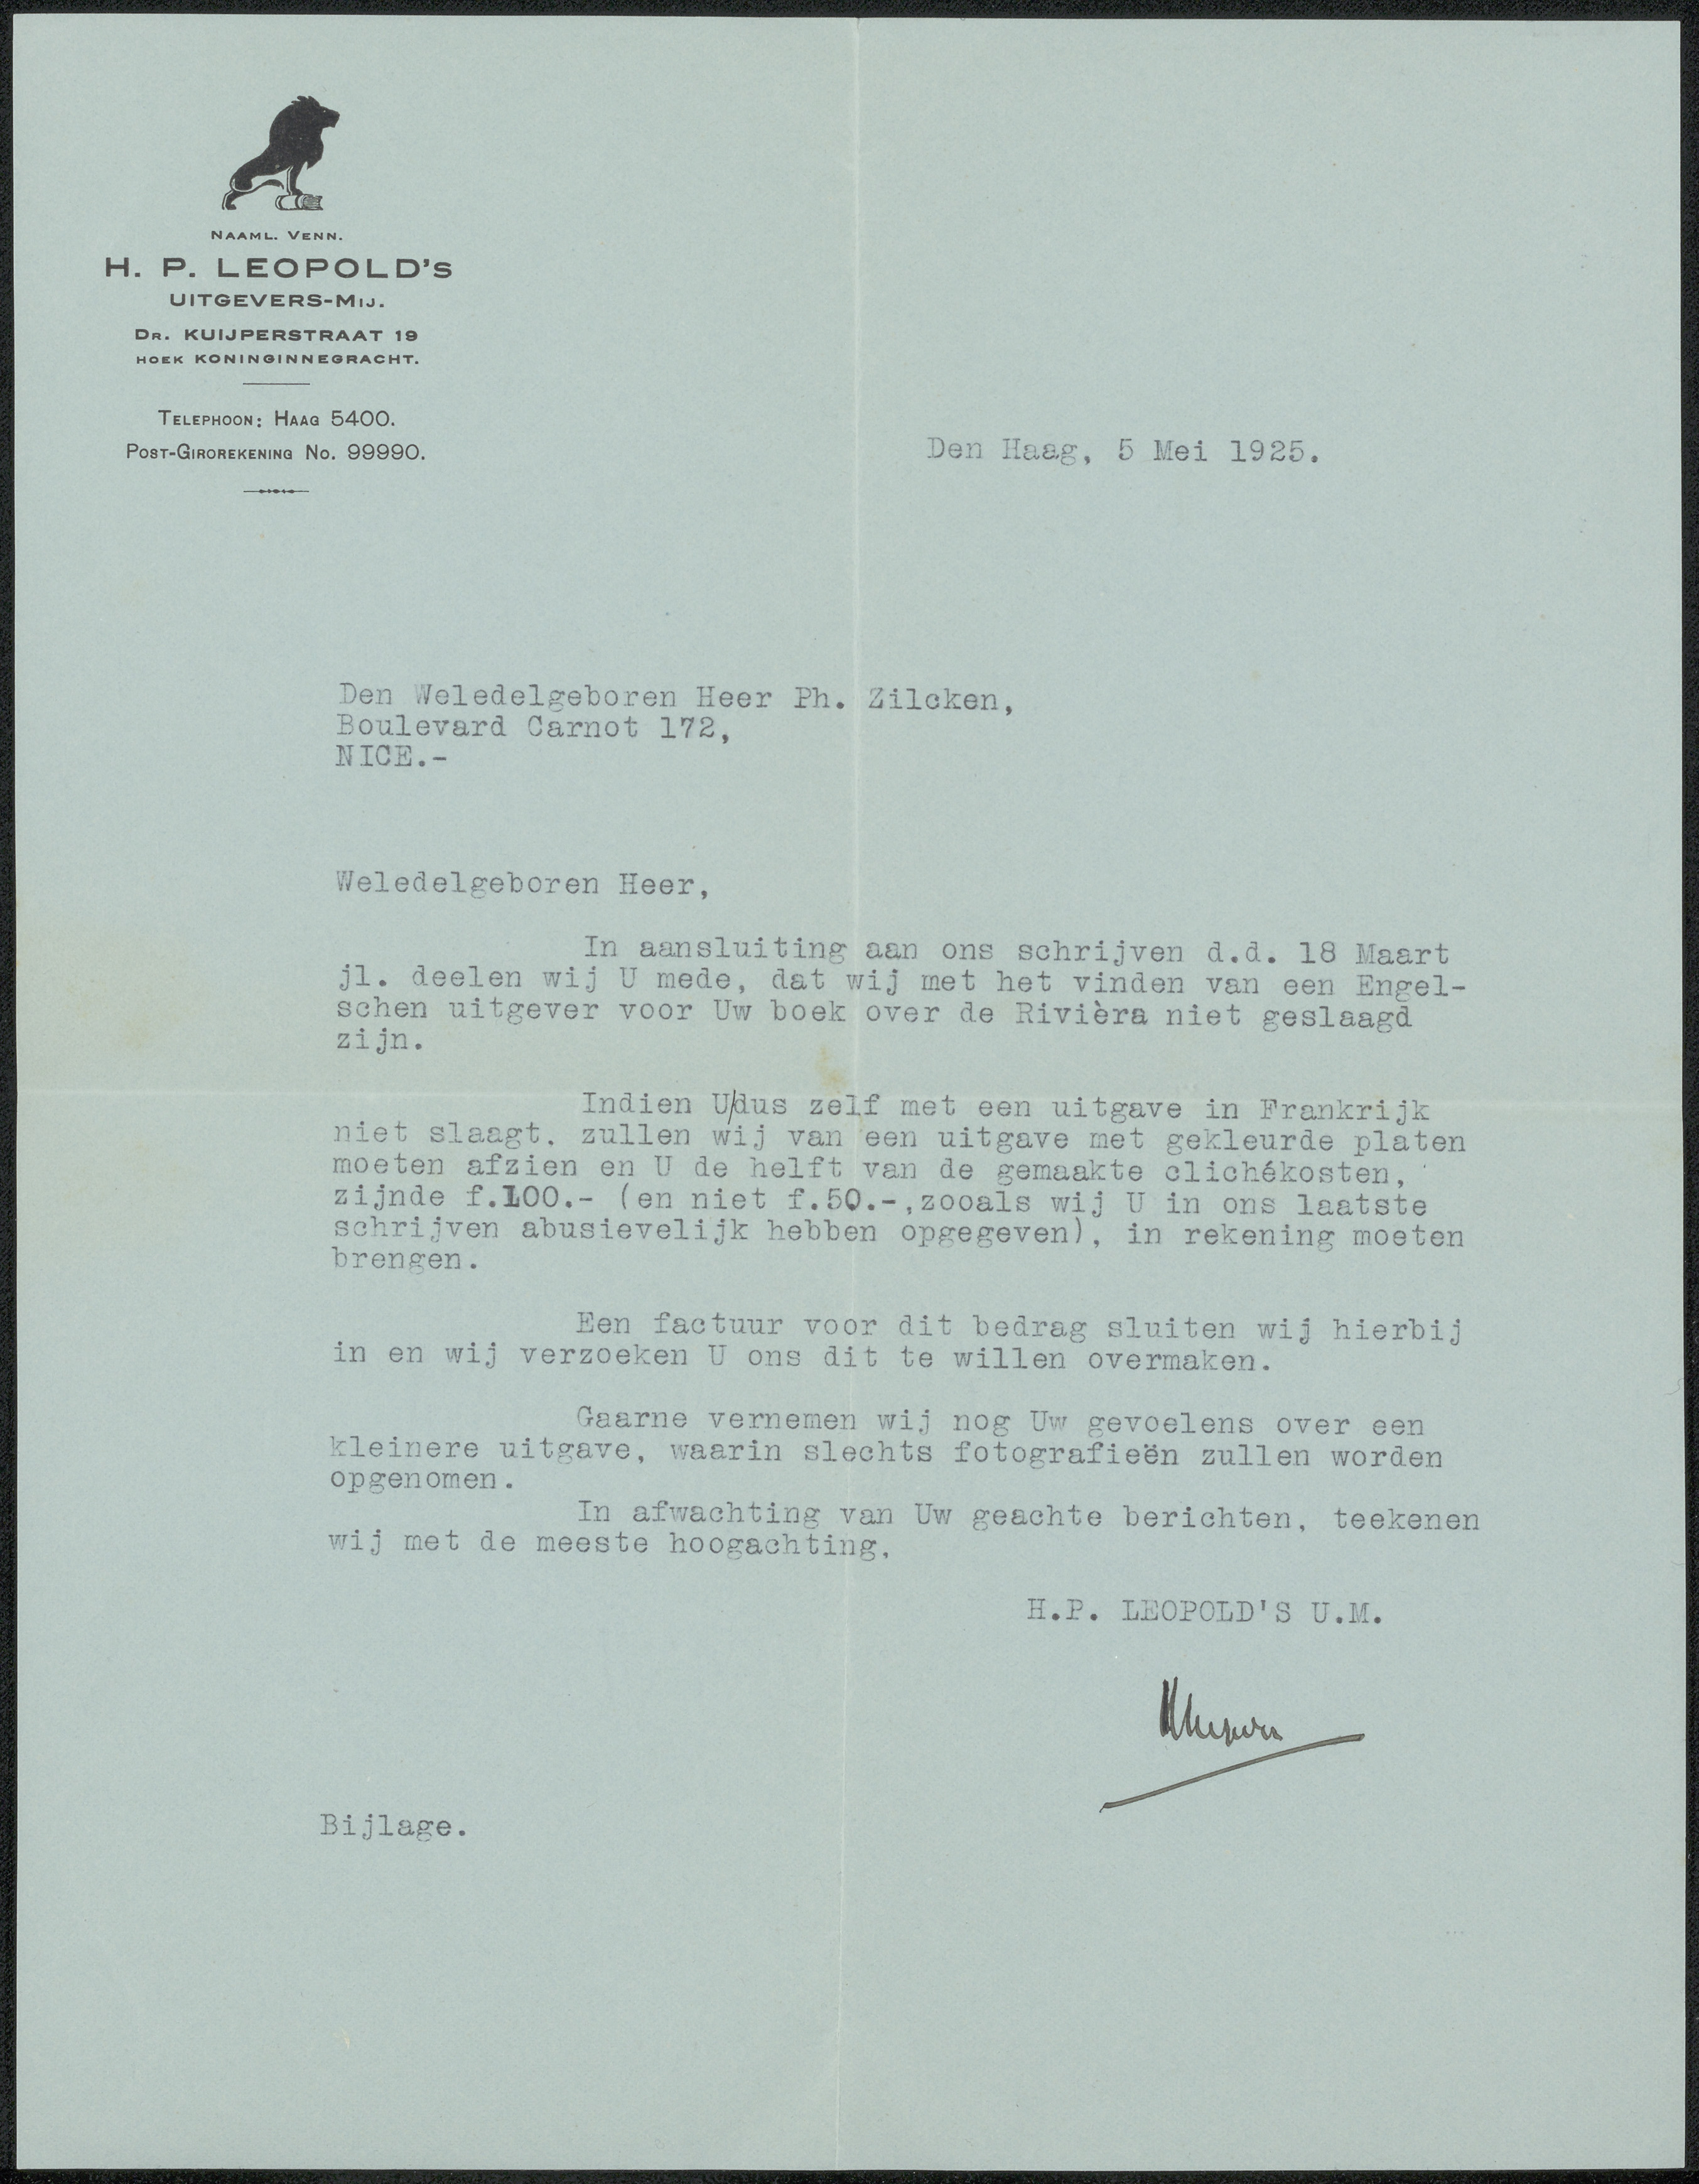 NAAML. VENN.
H. P. LEOPOLD'S
UITGEVERS-MIJ.
DR. KUIJPERSTRAAT 19
HOEK KONINGINNEGRACHT.
TELEPHOON: HAAG 5400.
POST-GIROREKENING NO. 99990.
Den Haag, 5 Mei 1925.
Den Weledelgeboren Heer Ph. Zilcken,
Boulevard Carnot 172,
NICE.-
Weledelgeboren Heer,
In aansluiting aan ons schrijven d.d. 18 Maart
jl. deelen wij U mede, dat wij met het vinden van een Engel-
schen uitgever voor Uw boek over de Rivièra niet geslaagd
zijn.
Indien U/dus zelf met een uitgave in Frankrijk
niet slaagt, zullen wij van een uitgave met gekleurde platen
moeten afzien en U de helft van de gemaakte clichékosten,
zijnde f.100.- (en niet f.50.-,zooals wij U in ons laatste
schrijven abusievelijk hebben opgegeven), in rekening moeten
brengen.
Een factuur voor dit bedrag sluiten wij hierbij
in en wij verzoeken U ons dit te willen overmaken.
Gaarne vernemen wij nog Uw gevoelens over een
kleinere uitgave, waarin slechts fotografieën zullen worden
opgenomen.
In afwachting van Uw geachte berichten, teekenen
wij met de meeste hoogachting,
H.P. LEOPOLD'S U.M.
Bijlage.